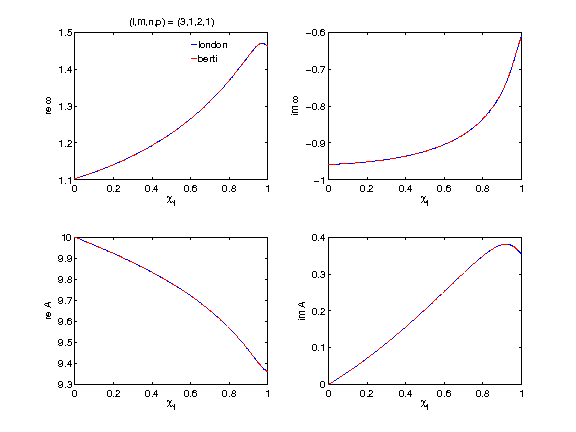 (l,m,n,p) = (3,1,2,1)
1.5
1.4
1.3
1.2
1.1
re ω
london
berti
0 0.2 0.4 0.6 0.8 1
χf
-0.6
-0.7
-0.8
-0.9
-1
im ω
0 0.2 0.4 0.6 0.8 1
χf
10
9.9
9.8
9.7
9.6
9.5
9.4
9.3
re A
0 0.2 0.4 0.6 0.8 1
χf
0.4
0.3
0.2
0.1
0
im A
0 0.2 0.4 0.6 0.8 1
χf